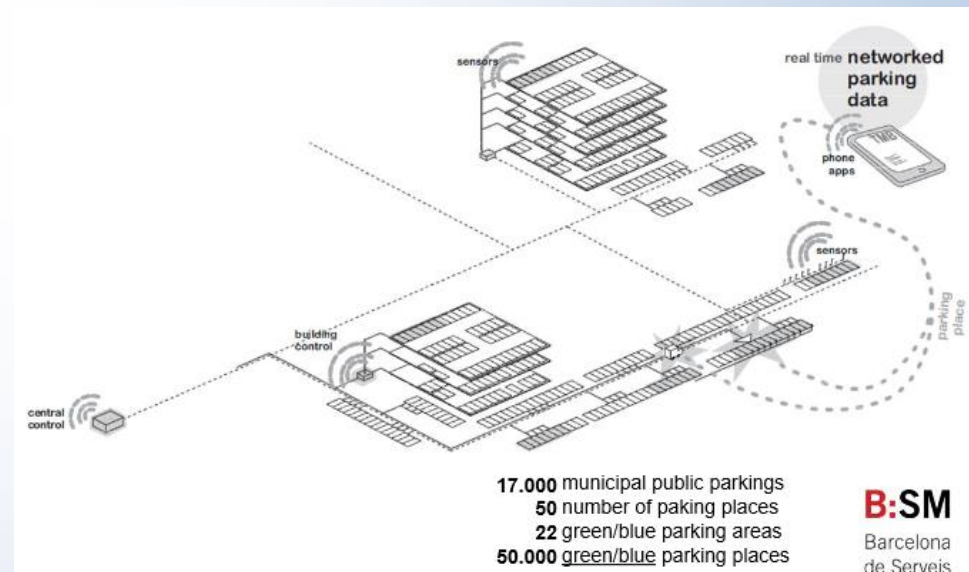 sensors
real time networked
parking
data
TMB
phone
apps
sensors
parking
place
building
control
central
control
17.000 municipal public parkings
50 number of paking places
22 green/blue parking areas
50.000 green/blue parking places
B:SM
Barcelona
de Serveis